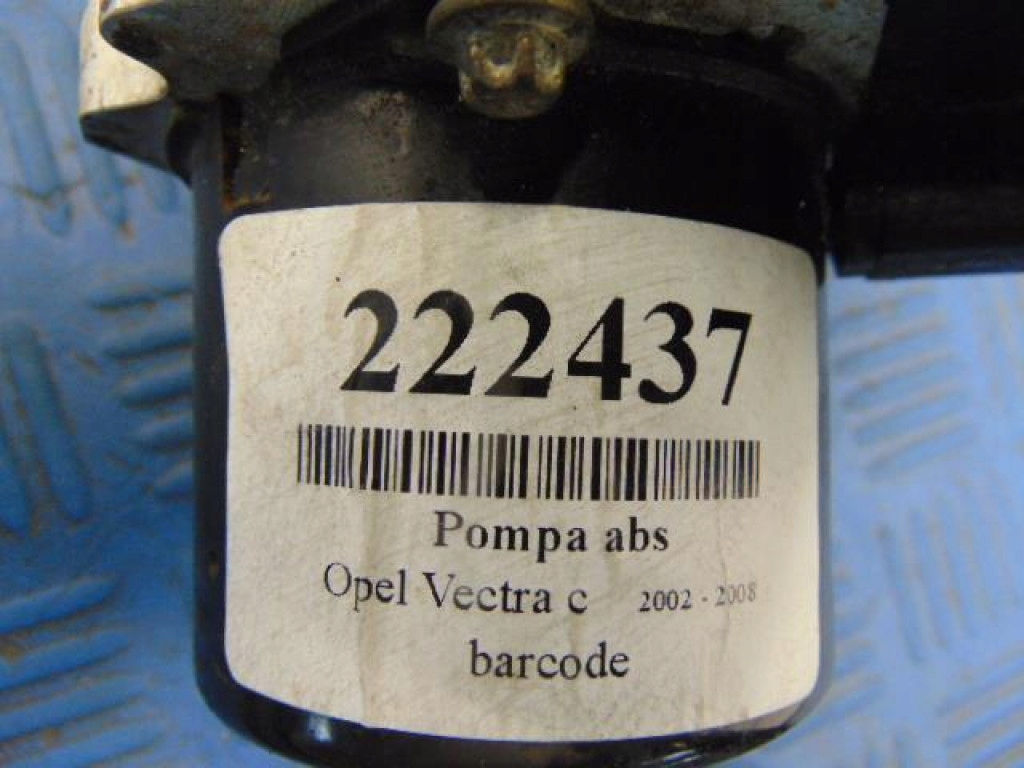 222437
Pompa abs
Opel Vectra c 2002 - 2008
barcode